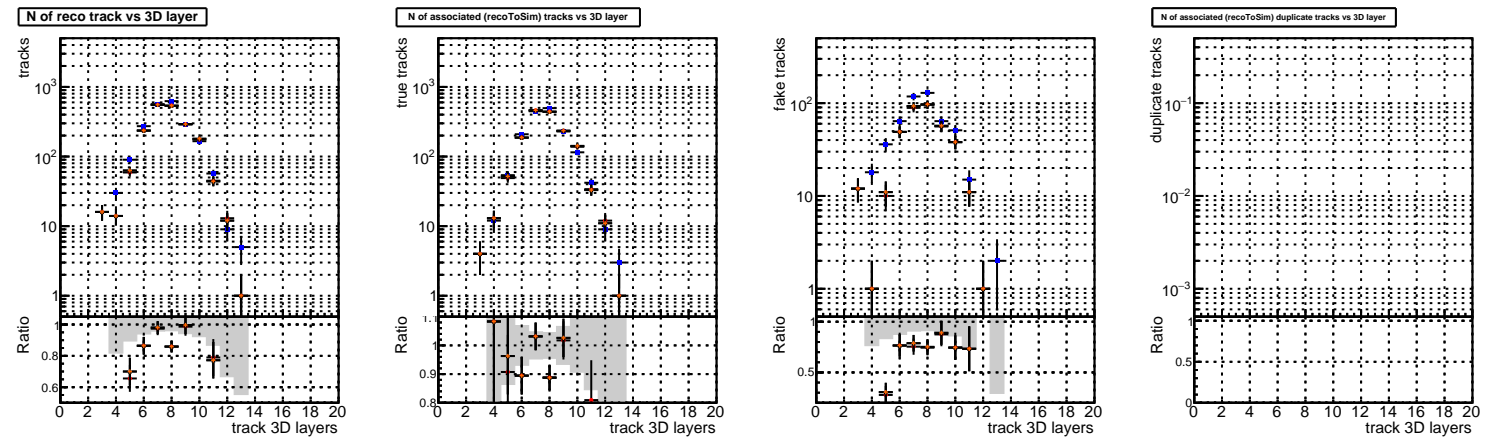 N of reco track vs 3D layer
tracks
10³
10²
10
1
Ratio
1
0.8
0.6
0 2 4 6 8 10 12 14 16 18 20
track 3D layers
N of associated (recoToSim) tracks vs 3D layer
true tracks
10³
10²
10
1
Ratio
1.1
1
0.9
0.8
0 2 4 6 8 10 12 14 16 18 20
track 3D layers
fake tracks
10²
10
1
Ratio
1
0.5
0 2 4 6 8 10 12 14 16 18 20
track 3D layers
N of associated (recoToSim) duplicate tracks vs 3D layer
duplicate tracks
10⁻¹
10⁻²
10⁻³
Ratio
1
0.5
0
0 2 4 6 8 10 12 14 16 18 20
track 3D layers